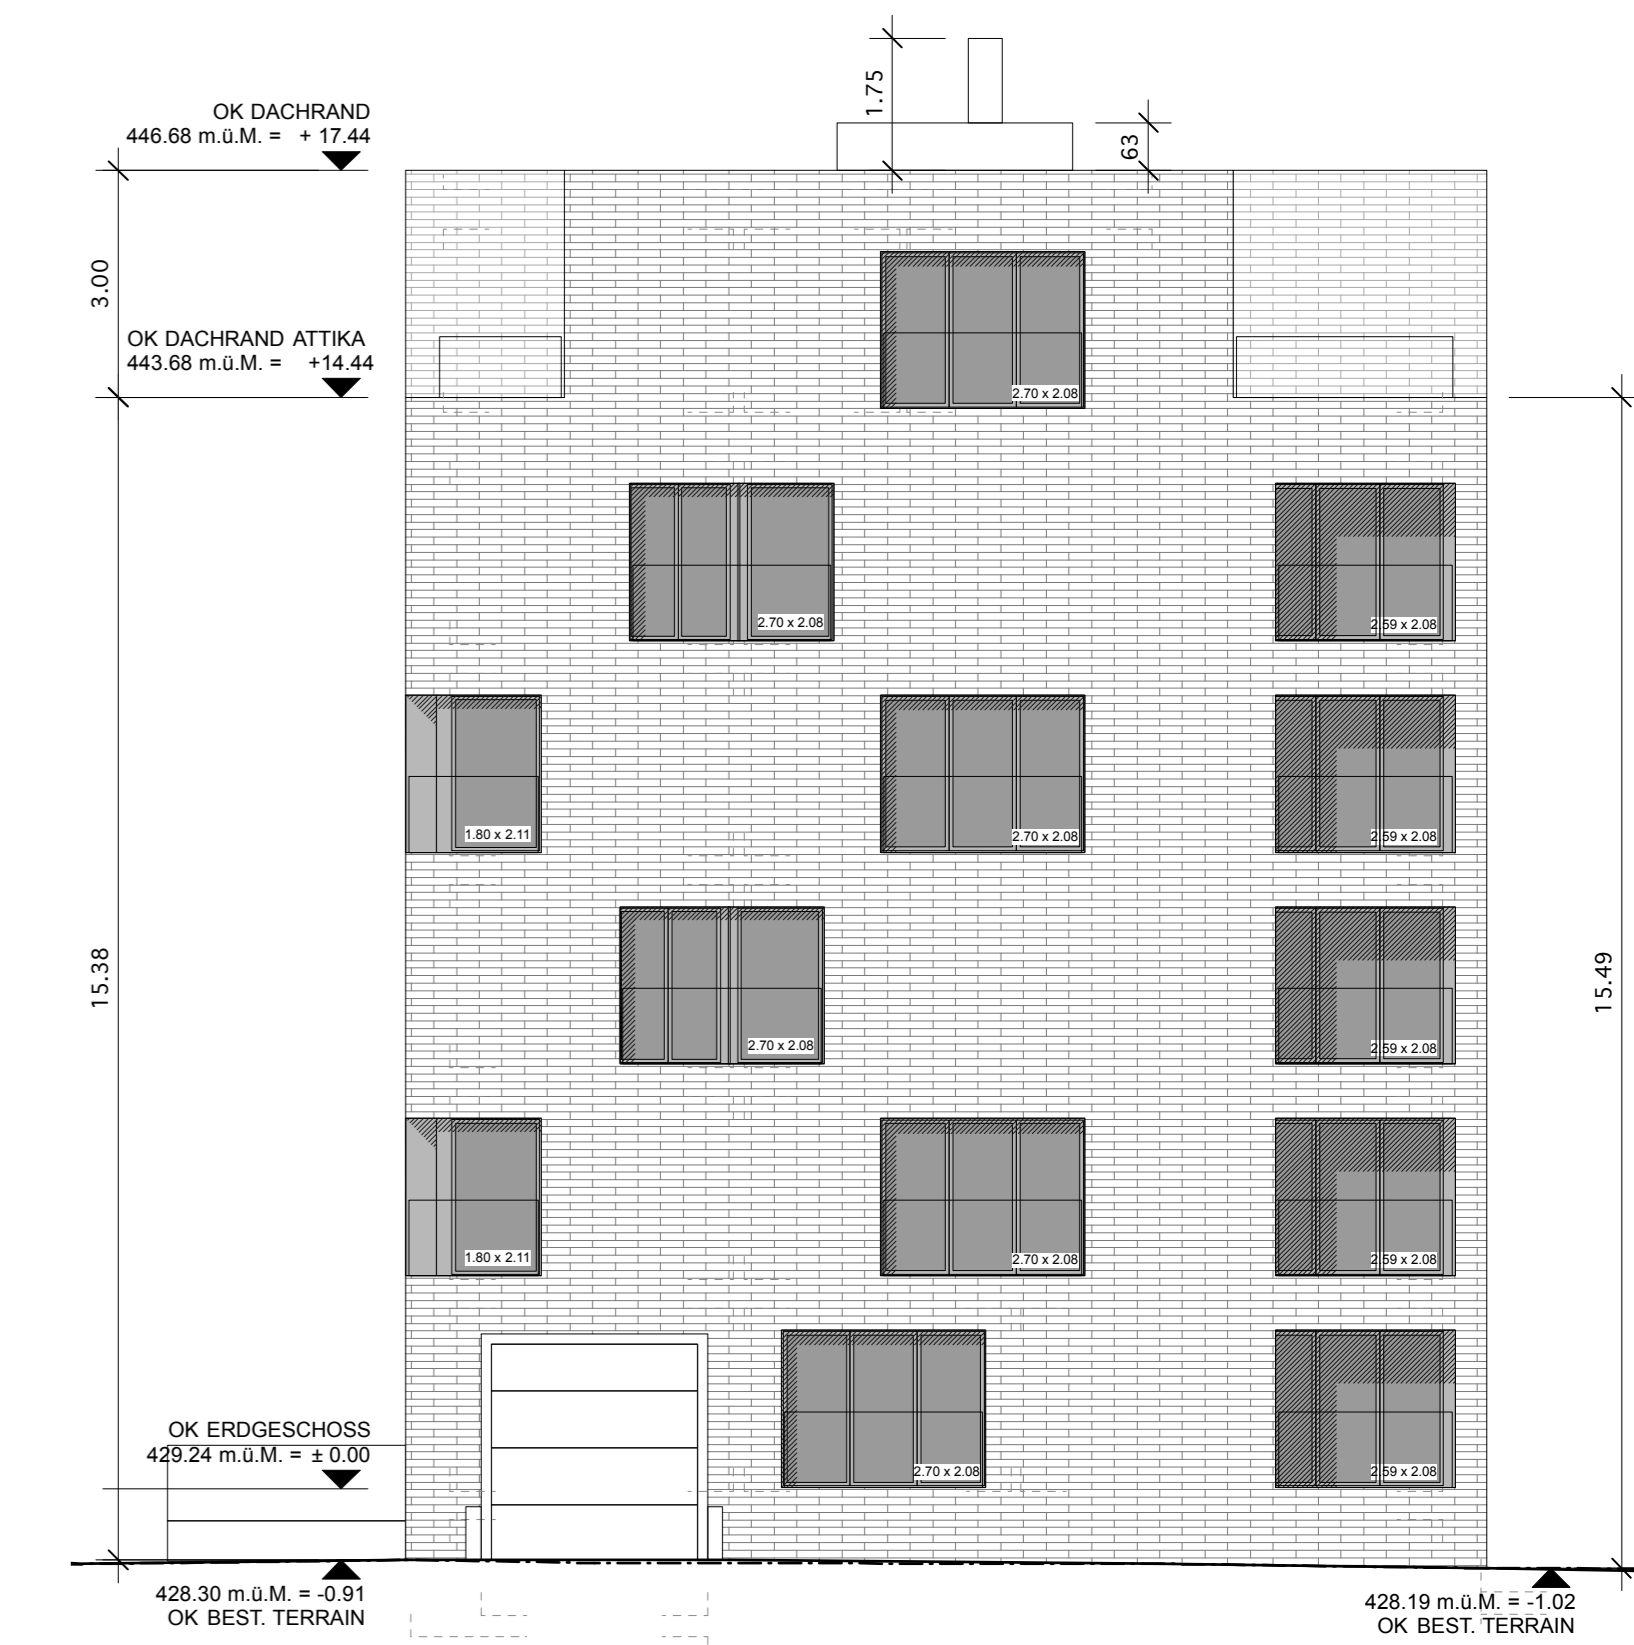 1.75
63
OK DACHRAND
446.68 m.ü.M. = + 17.44
3.00
OK DACHRAND ATTIKA
443.68 m.ü.M. = +14.44
2.70 x 2.08
2.70 x 2.08
2.59 x 2.08
1.80 x 2.11
2.70 x 2.08
2.59 x 2.08
15.38
15.49
2.70 x 2.08
2.59 x 2.08
1.80 x 2.11
2.70 x 2.08
2.59 x 2.08
OK ERDGESCHOSS
429.24 m.ü.M. = ± 0.00
2.70 x 2.08
2.59 x 2.08
428.30 m.ü.M. = -0.91
OK BEST. TERRAIN
428.19 m.ü.M. = -1.02
OK BEST. TERRAIN